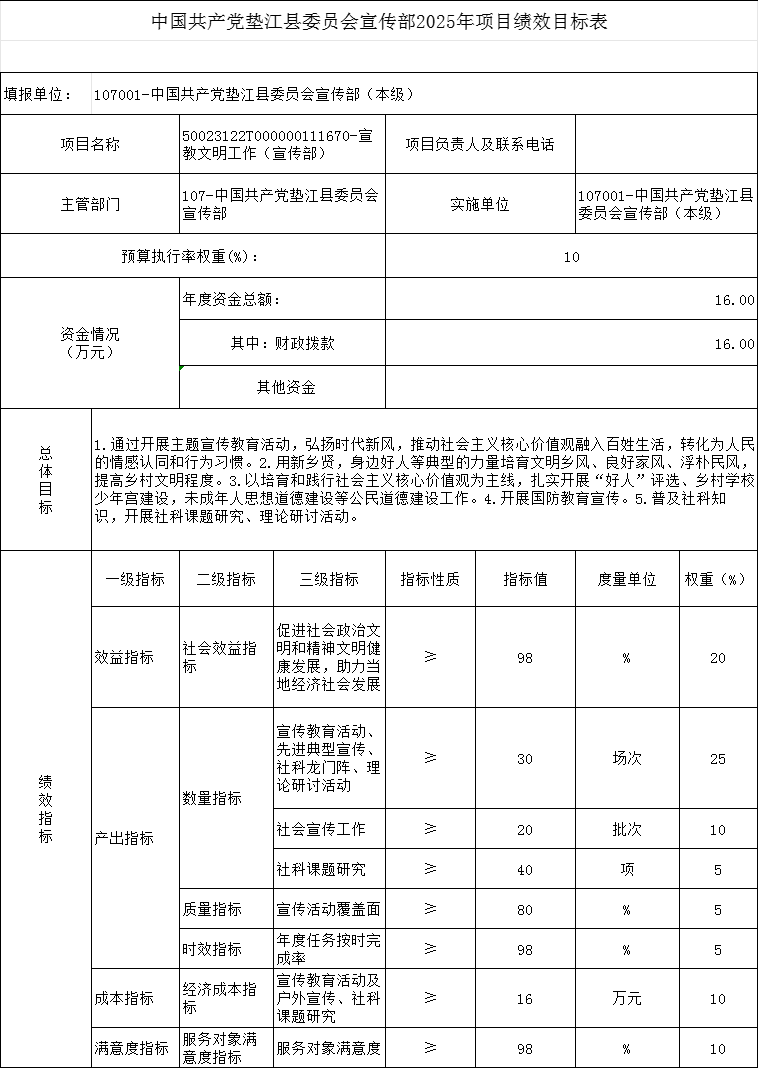 中国共产党垫江县委员会宣传部2025年项目绩效目标表
填报单位： 107001-中国共产党垫江县委员会宣传部（本级）
项目名称
50023122T000000111670-宣
教文明工作（宣传部）
项目负责人及联系电话
主管部门
107-中国共产党垫江县委员会
宣传部
实施单位
107001-中国共产党垫江县
委员会宣传部（本级）
预算执行率权重(%)：
10
资金情况
（万元）
年度资金总额：
16.00
其中：财政拨款
16.00
其他资金
总
体
目
标
1.通过开展主题宣传教育活动，弘扬时代新风，推动社会主义核心价值观融入百姓生活，转化为人民
的情感认同和行为习惯。2.用新乡贤，身边好人等典型的力量培育文明乡风、良好家风、浮朴民风，
提高乡村文明程度。3.以培育和践行社会主义核心价值观为主线，扎实开展“好人”评选、乡村学校
少年宫建设，未成年人思想道德建设等公民道德建设工作。4.开展国防教育宣传。5.普及社科知
识，开展社科课题研究、理论研讨活动。
绩
效
指
标
一级指标 二级指标 三级指标 指标性质 指标值 度量单位 权重（%）
效益指标
社会效益指
标
促进社会政治文
明和精神文明健
康发展，助力当
地经济社会发展
≥ 98 % 20
产出指标
数量指标
宣传教育活动、
先进典型宣传、
社科龙门阵、理
论研讨活动
≥ 30 场次 25
社会宣传工作 ≥ 20 批次 10
社科课题研究 ≥ 40 项 5
质量指标 宣传活动覆盖面 ≥ 80 % 5
时效指标
年度任务按时完
成率
≥ 98 % 5
成本指标
经济成本指
标
宣传教育活动及
户外宣传、社科
课题研究
≥ 16 万元 10
满意度指标
服务对象满
意度指标
服务对象满意度 ≥ 98 % 10